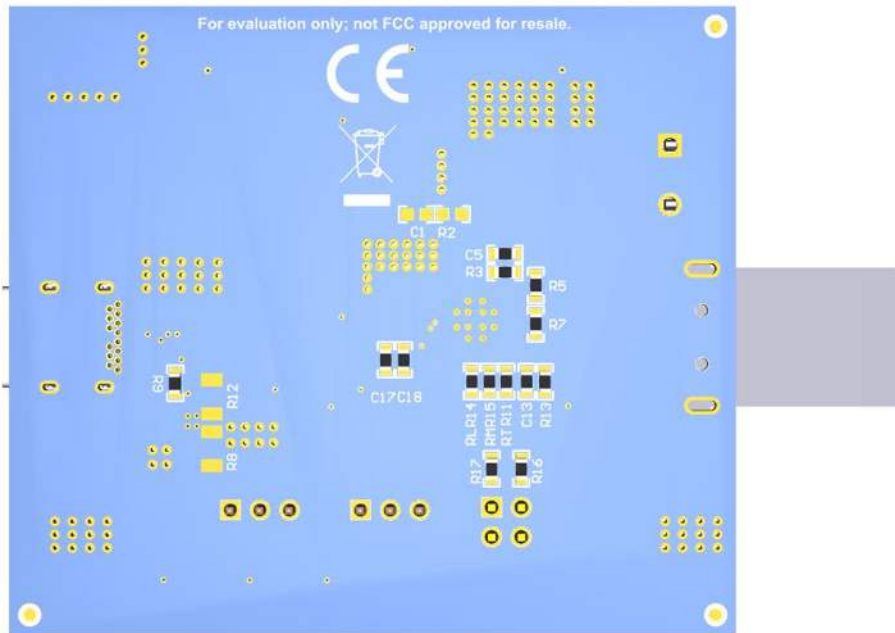 For evaluation only; not FCC approved for resale.
CE
C1 R2
C5
R3
R5
R7
R9
R12
C17C18
RLR14
RMR15
RTR11
C13
R13
R8
R17
R16